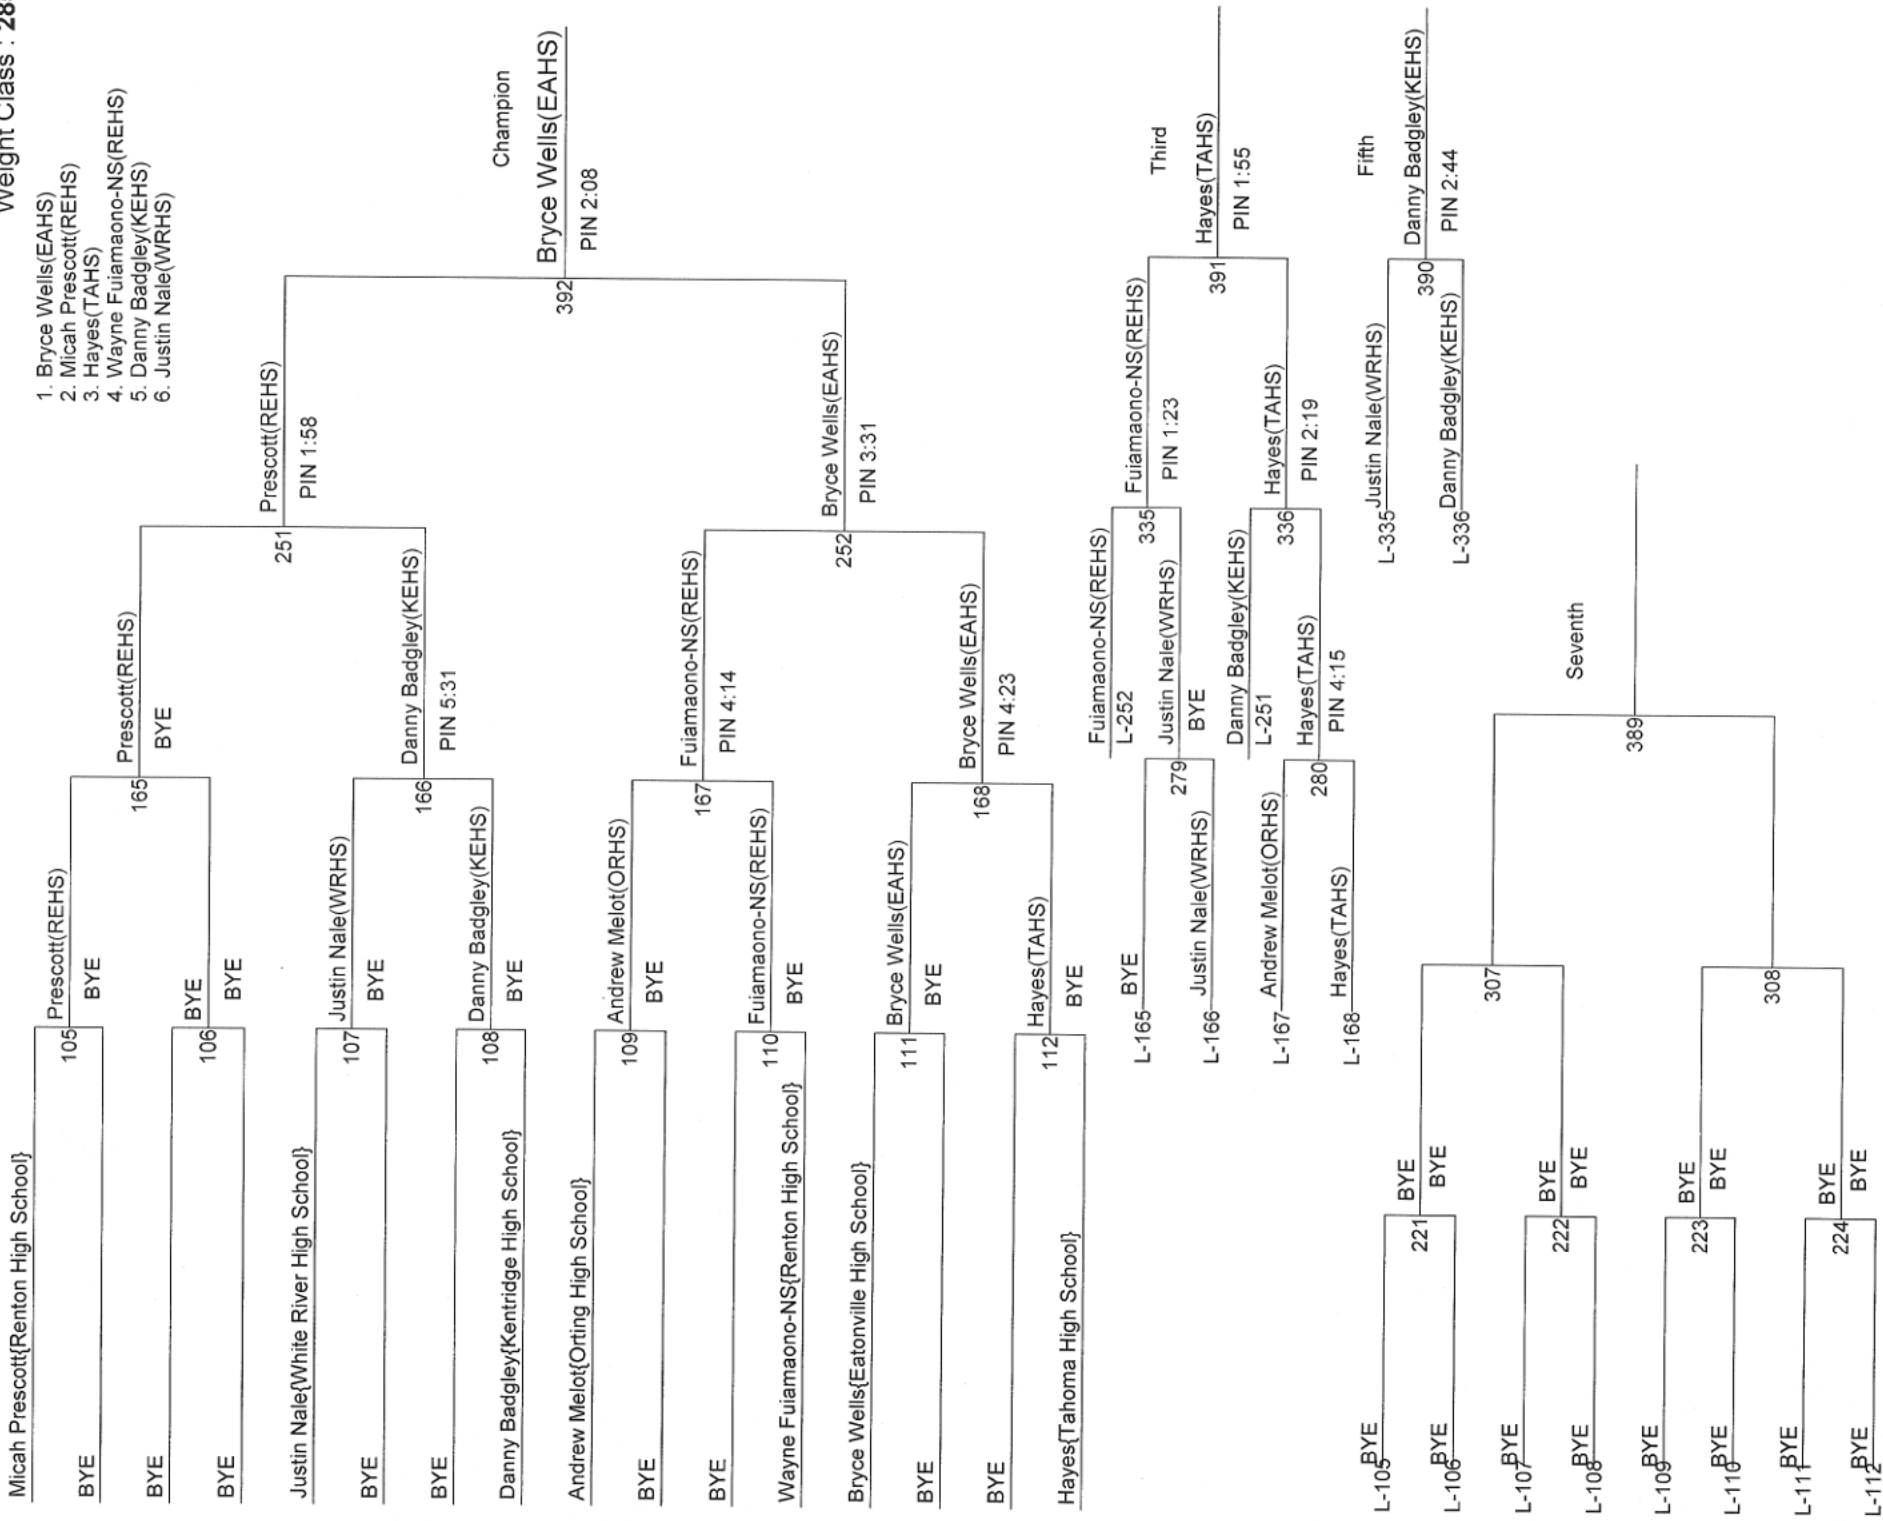 Weight Class : 28
1. Bryce Wells(EAHS)
2. Micah Prescott(REHS)
3. Hayes(TAHS)
4. Wayne Fuiamaono-NS(REHS)
5. Danny Badgley(KEHS)
6. Justin Nale(WRHS)
Micah Prescott{Renton High School}
BYE
105
Prescott(REHS)
BYE
BYE
BYE
106
BYE
BYE
165
Prescott(REHS)
BYE
Justin Nale{White River High School}
BYE
107
Justin Nale(WRHS)
BYE
BYE
Danny Badgley{Kentridge High School}
108
Danny Badgley(KEHS)
BYE
166
Danny Badgley(KEHS)
PIN 5:31
251
Prescott(REHS)
PIN 1:58
Andrew Melot{Orting High School}
BYE
109
Andrew Melot(ORHS)
BYE
BYE
Wayne Fuiamaono-NS{Renton High School}
110
Fuiamaono-NS(REHS)
BYE
167
Fuiamaono-NS(REHS)
PIN 4:14
Bryce Wells{Eatonville High School}
BYE
111
Bryce Wells(EAHS)
BYE
BYE
Hayes{Tahoma High School}
112
Hayes(TAHS)
BYE
168
Bryce Wells(EAHS)
PIN 4:23
252
Bryce Wells(EAHS)
PIN 3:31
392
Champion
Bryce Wells(EAHS)
PIN 2:08
Fuiamaono-NS(REHS)
L-252
L-165
BYE
L-166
Justin Nale(WRHS)
279
Justin Nale(WRHS)
BYE
335
Fuiamaono-NS(REHS)
PIN 1:23
Danny Badgley(KEHS)
L-251
L-167
Andrew Melot(ORHS)
L-168
Hayes(TAHS)
280
Hayes(TAHS)
PIN 4:15
336
Hayes(TAHS)
PIN 2:19
391
Third
Hayes(TAHS)
PIN 1:55
L-335
Justin Nale(WRHS)
L-336
Danny Badgley(KEHS)
390
Fifth
Danny Badgley(KEHS)
PIN 2:44
L-105
BYE
L-106
BYE
221
BYE
BYE
L-107
BYE
L-108
BYE
222
BYE
BYE
307
L-109
BYE
L-110
BYE
223
BYE
BYE
L-111
BYE
L-112
BYE
224
BYE
BYE
308
389
Seventh